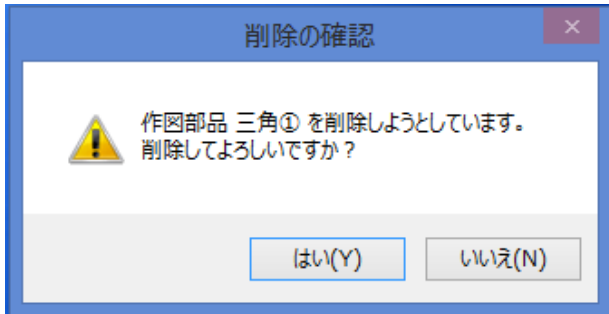 削除の確認
作図部品 三角① を削除しようとしています。
削除してよろしいですか？
はい(Y)
いいえ(N)